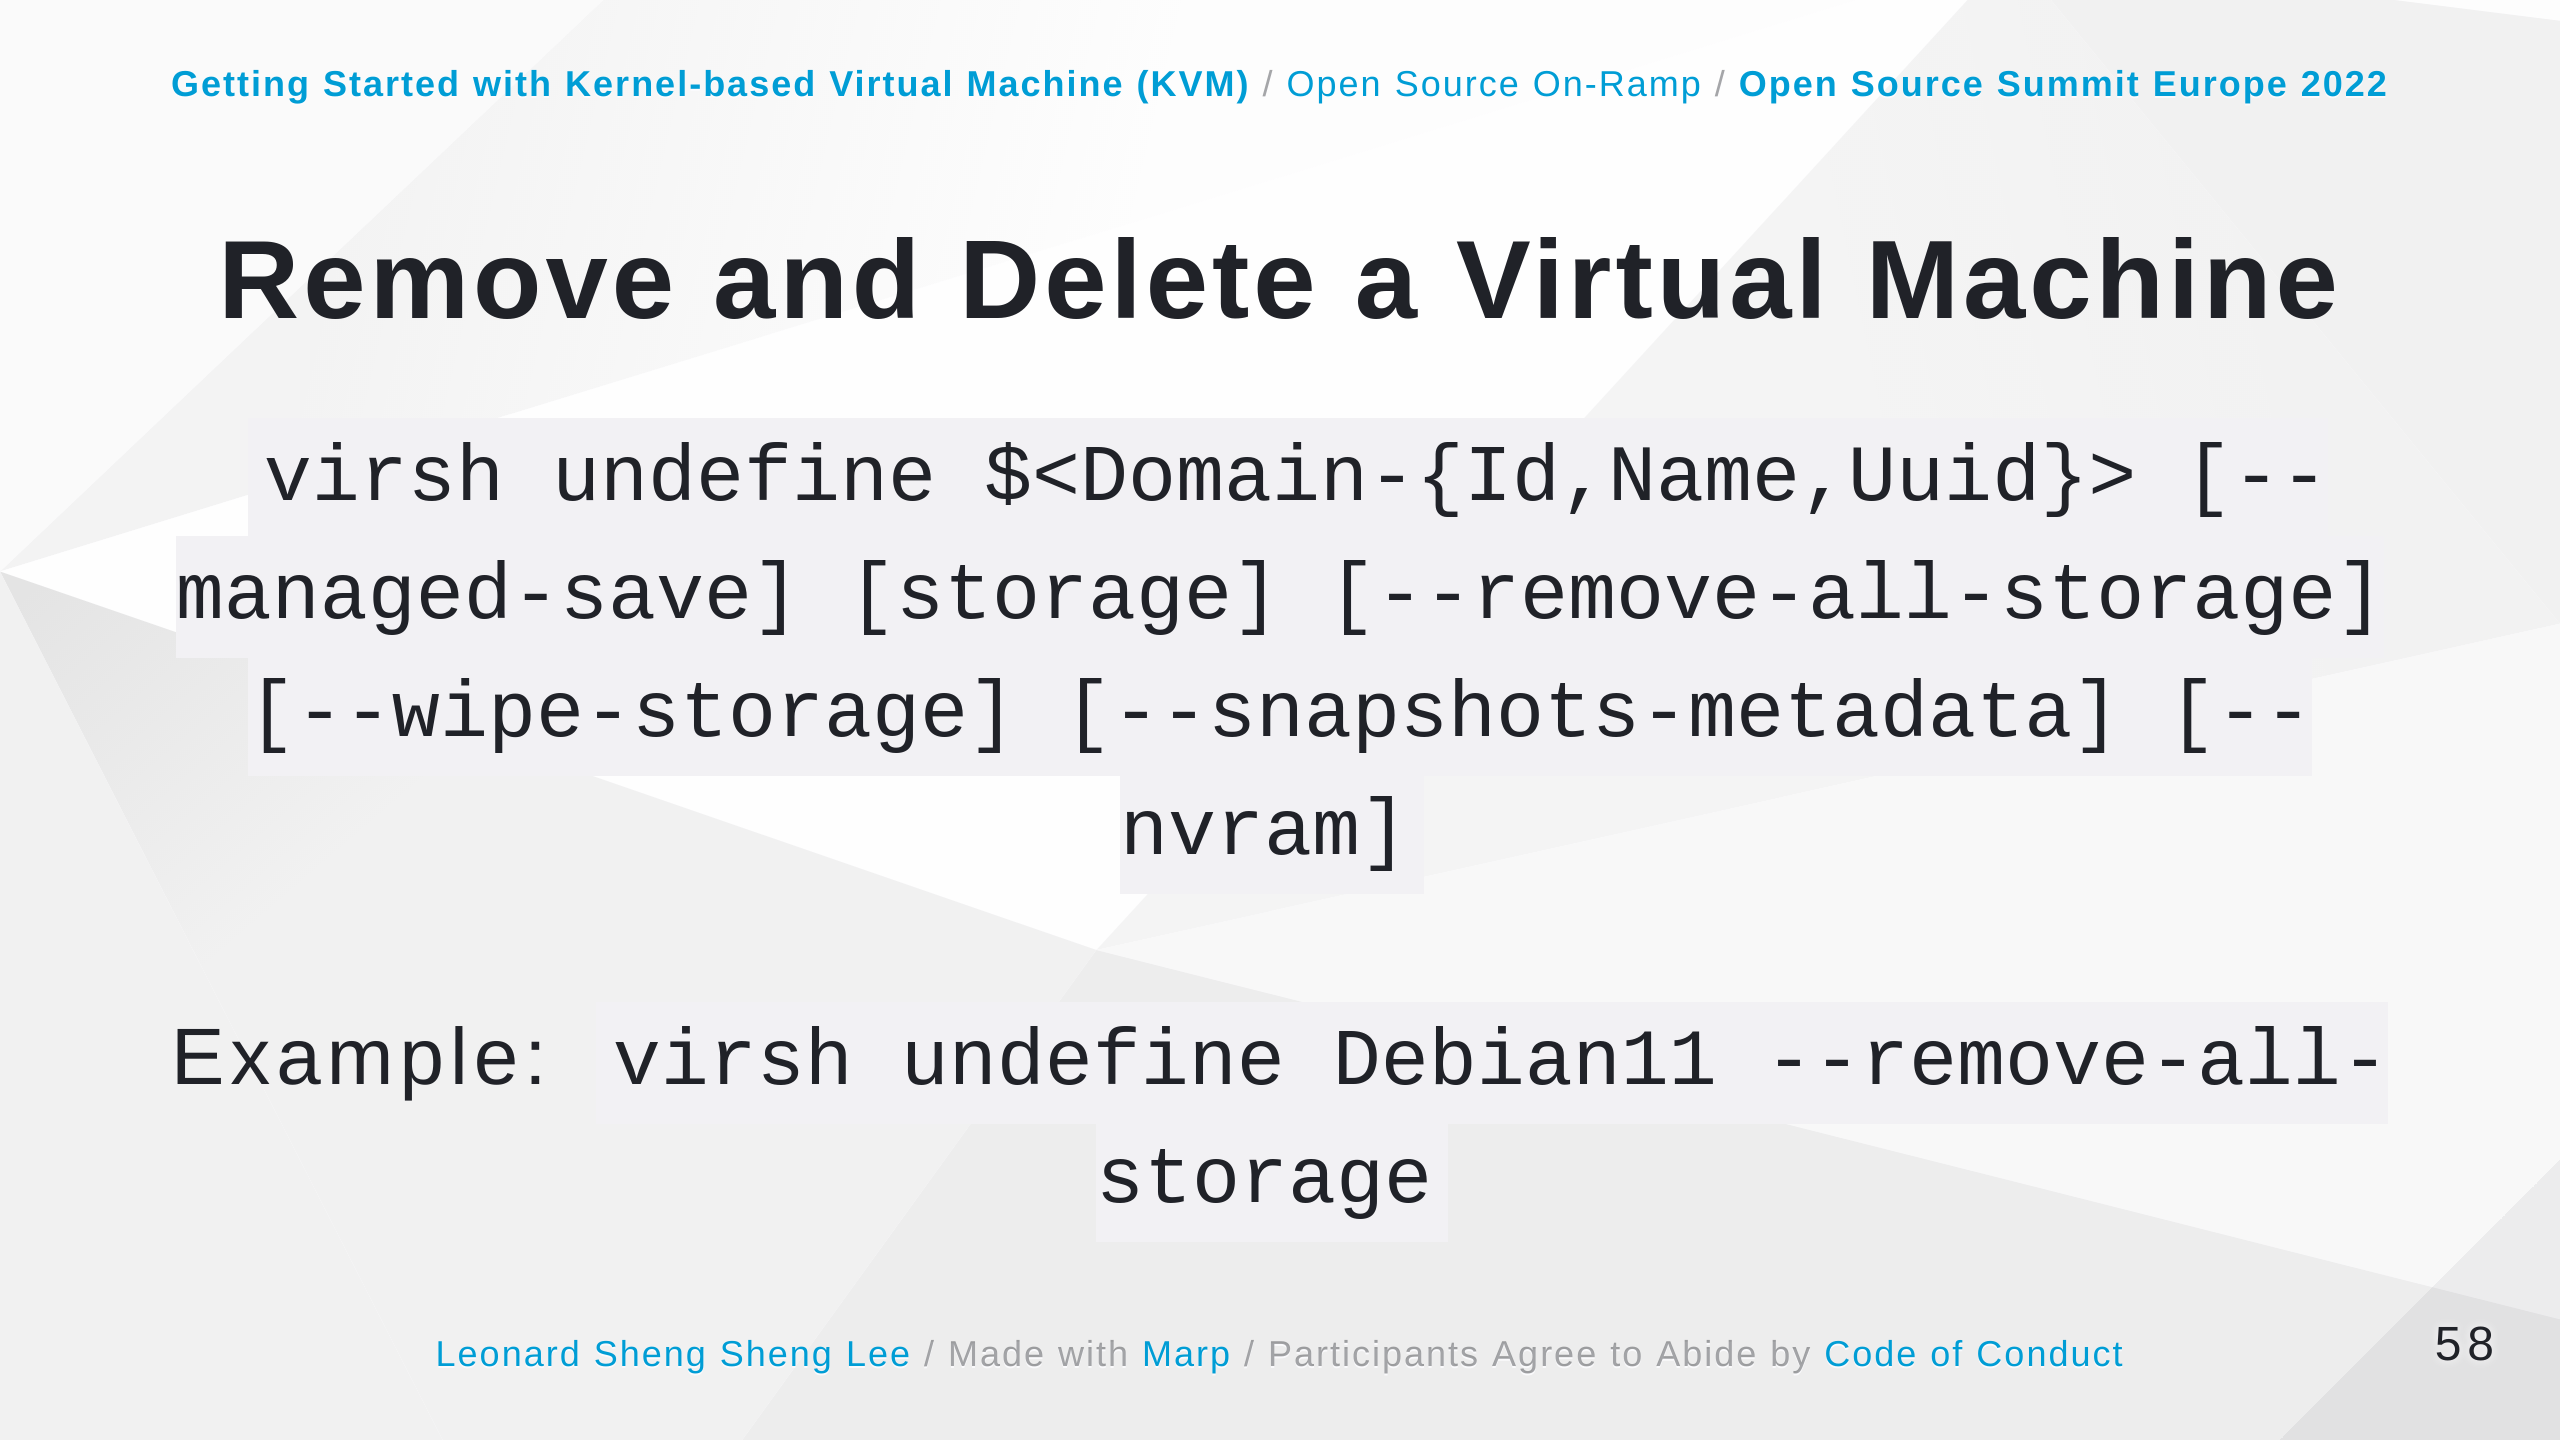 Getting Started with Kernel-based Virtual Machine (KVM) / Open Source On-Ramp / Open Source Summit Europe 2022
Remove and Delete a Virtual Machine
virsh undefine $<Domain-{Id,Name,Uuid}> [--
managed-save] [storage] [--remove-all-storage]
[--wipe-storage] [--snapshots-metadata] [--
nvram]
Example: virsh undefine Debian11 --remove-all-
storage
Leonard Sheng Sheng Lee / Made with Marp / Participants Agree to Abide by Code of Conduct
58